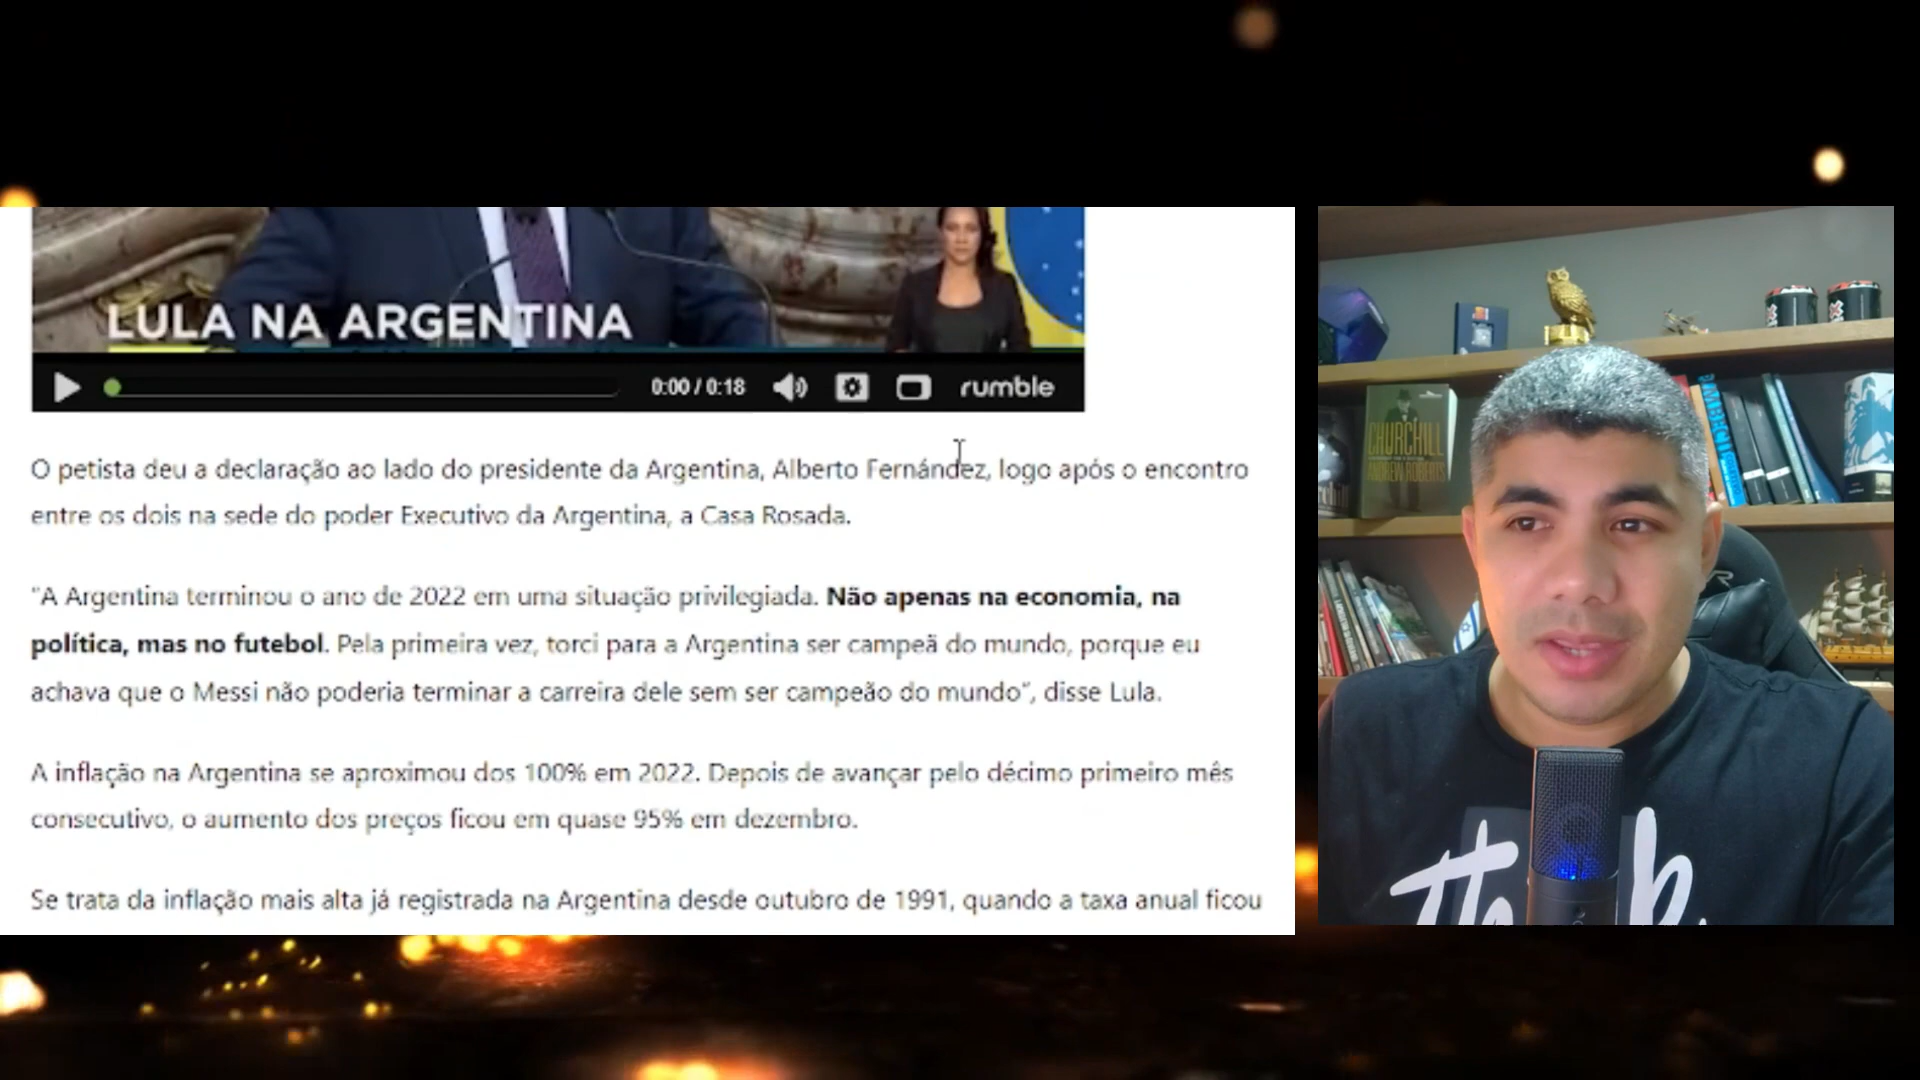 LULA NA ARGENTINA
0:00 / 0:18
rumble
O petista deu a declaração ao lado do presidente da Argentina, Alberto Fernández, logo após o encontro
entre os dois na sede do poder Executivo da Argentina, a Casa Rosada.
"A Argentina terminou o ano de 2022 em uma situação privilegiada. Não apenas na economia, na
política, mas no futebol. Pela primeira vez, torci para a Argentina ser campeã do mundo, porque eu
achava que o Messi não poderia terminar a carreira dele sem ser campeão do mundo", disse Lula.
A inflação na Argentina se aproximou dos 100% em 2022. Depois de avançar pelo décimo primeiro mês
consecutivo, o aumento dos preços ficou em quase 95% em dezembro.
Se trata da inflação mais alta já registrada na Argentina desde outubro de 1991, quando a taxa anual ficou
CHURCHILL
ANDREW ROBERTS